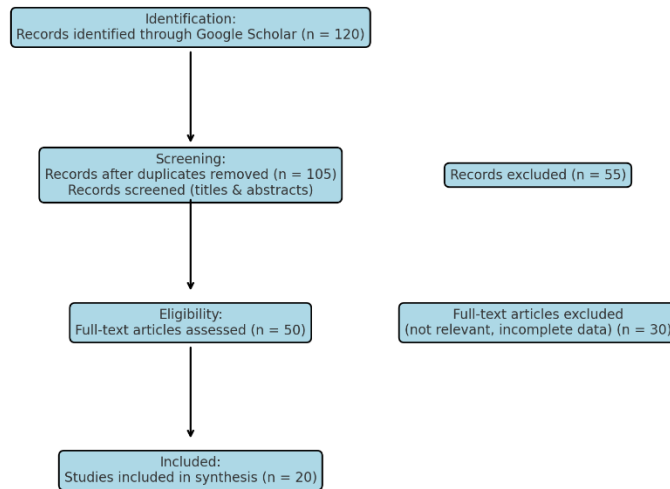 Identification:
Records identified through Google Scholar (n = 120)
Screening:
Records after duplicates removed (n = 105)
Records screened (titles & abstracts)
Records excluded (n = 55)
Eligibility:
Full-text articles assessed (n = 50)
Full-text articles excluded
(not relevant, incomplete data) (n = 30)
Included:
Studies included in synthesis (n = 20)